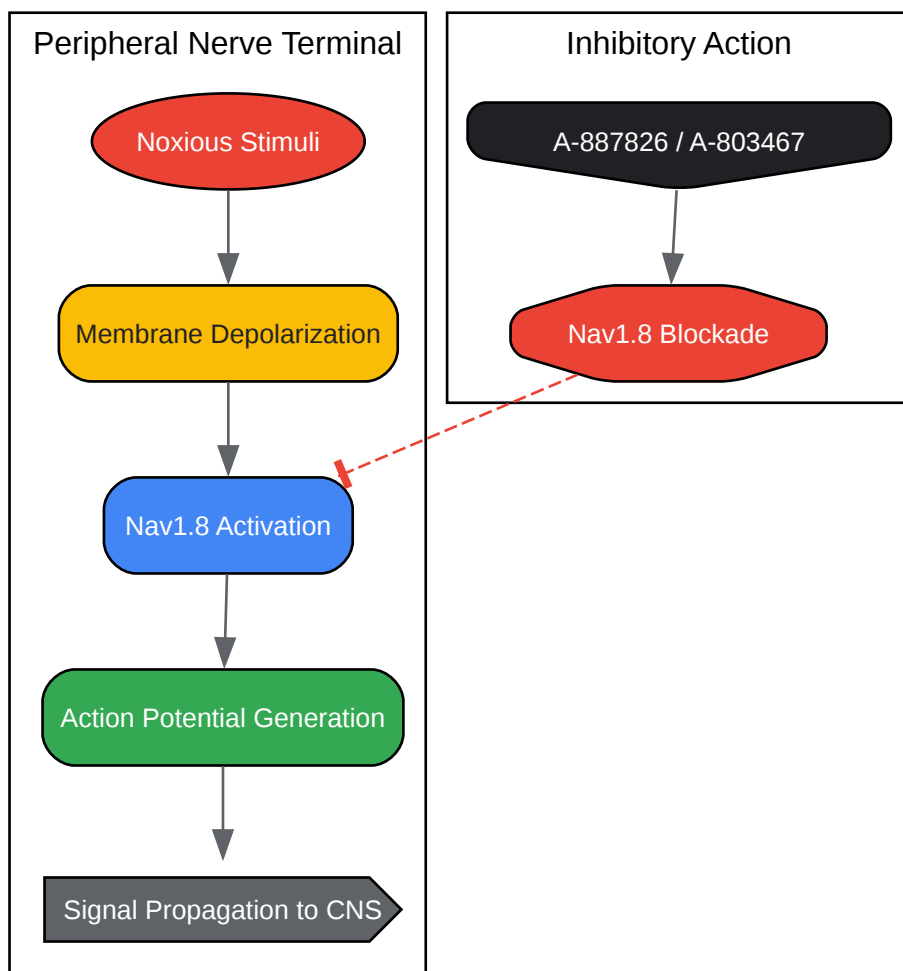 Peripheral Nerve Terminal
Noxious Stimuli
Membrane Depolarization
Nav1.8 Activation
Action Potential Generation
Signal Propagation to CNS
Inhibitory Action
A-887826 / A-803467
Nav1.8 Blockade